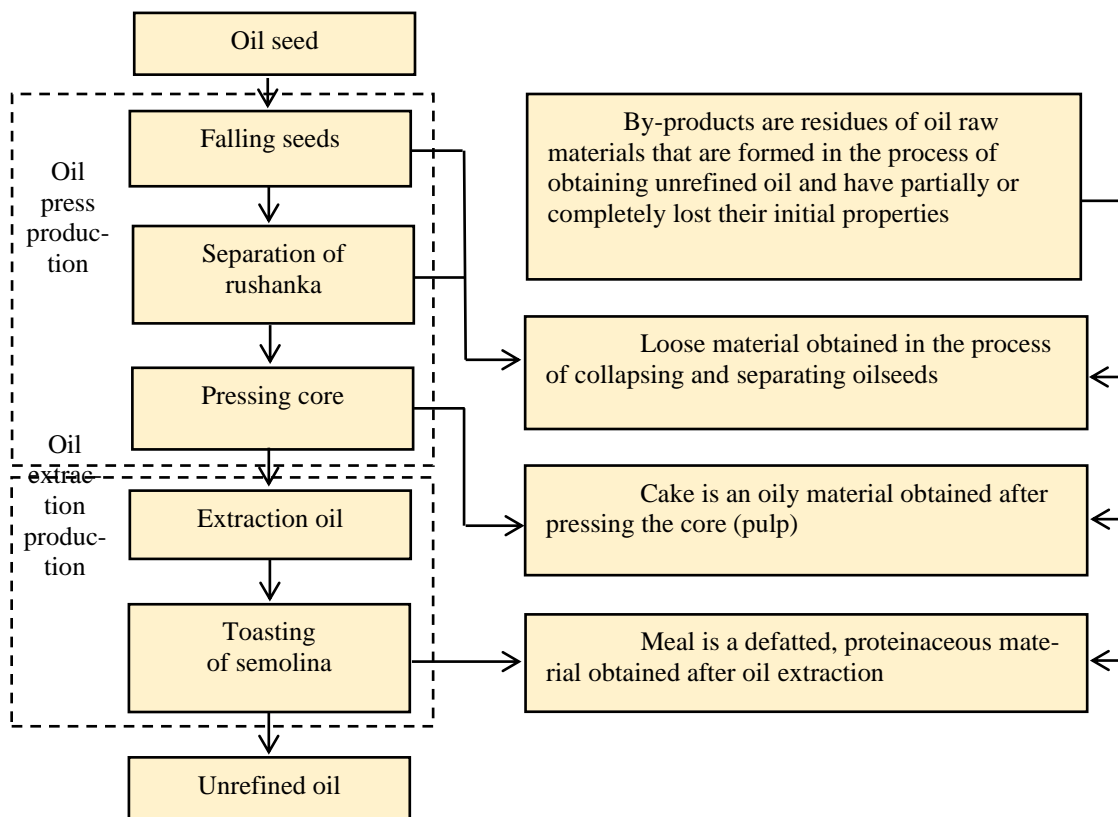 Oil seed
Falling seeds
Oil
press
produc-
tion
Separation of
rushanka
Pressing core
Oil
extrac-
tion
produc-
tion
Extraction oil
Toasting
of semolina
Unrefined oil
By-products are residues of oil raw
materials that are formed in the process of
obtaining unrefined oil and have partially or
completely lost their initial properties
Loose material obtained in the process
of collapsing and separating oilseeds
Cake is an oily material obtained after
pressing the core (pulp)
Meal is a defatted, proteinaceous mate-
rial obtained after oil extraction